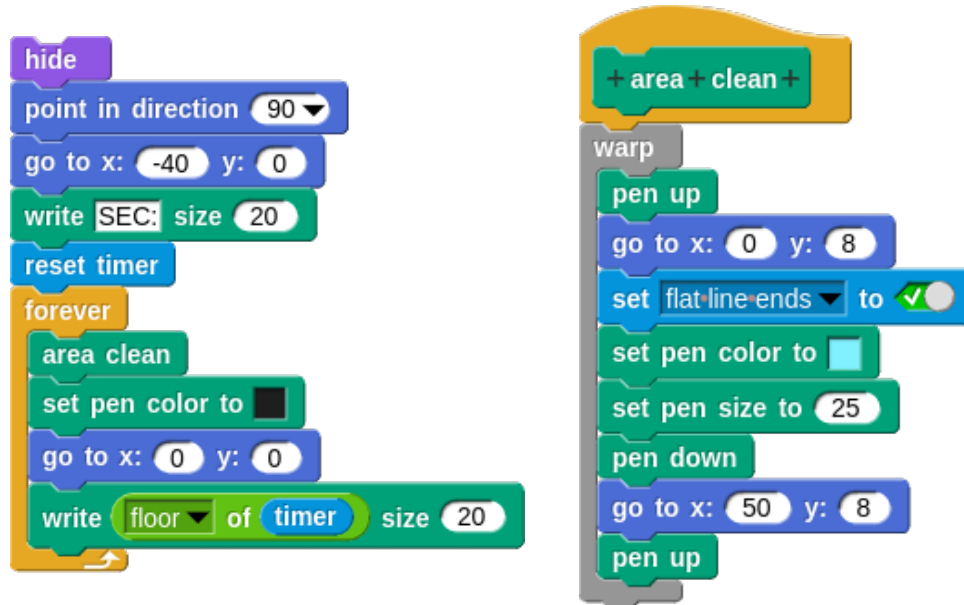 hide
point in direction 90
go to x: -40 y: 0
write SEC: size 20
reset timer
forever
area clean
set pen color to
go to x: 0 y: 0
write floor of timer size 20
+ area + clean +
warp
pen up
go to x: 0 y: 8
set flat line ends to
set pen color to
set pen size to 25
pen down
go to x: 50 y: 8
pen up